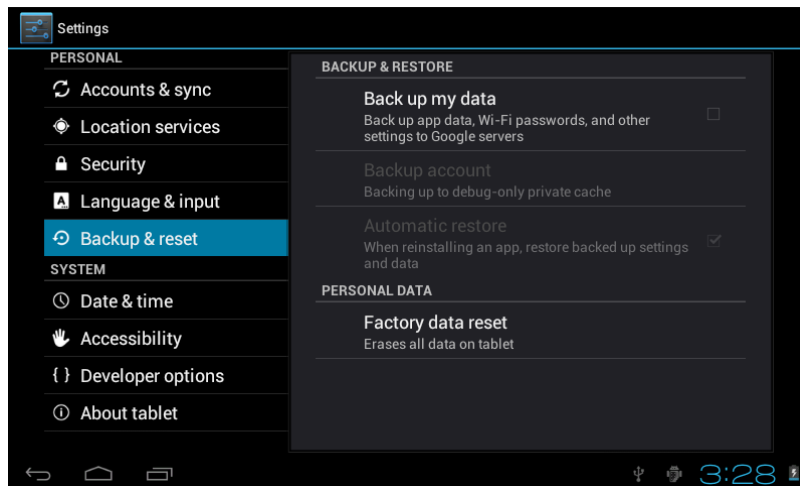 Settings
PERSONAL
Accounts & sync
Location services
Security
Language & input
Backup & reset
SYSTEM
Date & time
Accessibility
{ } Developer options
About tablet
BACKUP & RESTORE
Back up my data
Back up app data, Wi-Fi passwords, and other
settings to Google servers
Backup account
Backing up to debug-only private cache
Automatic restore
When reinstalling an app, restore backed up settings
and data
PERSONAL DATA
Factory data reset
Erases all data on tablet
3:28